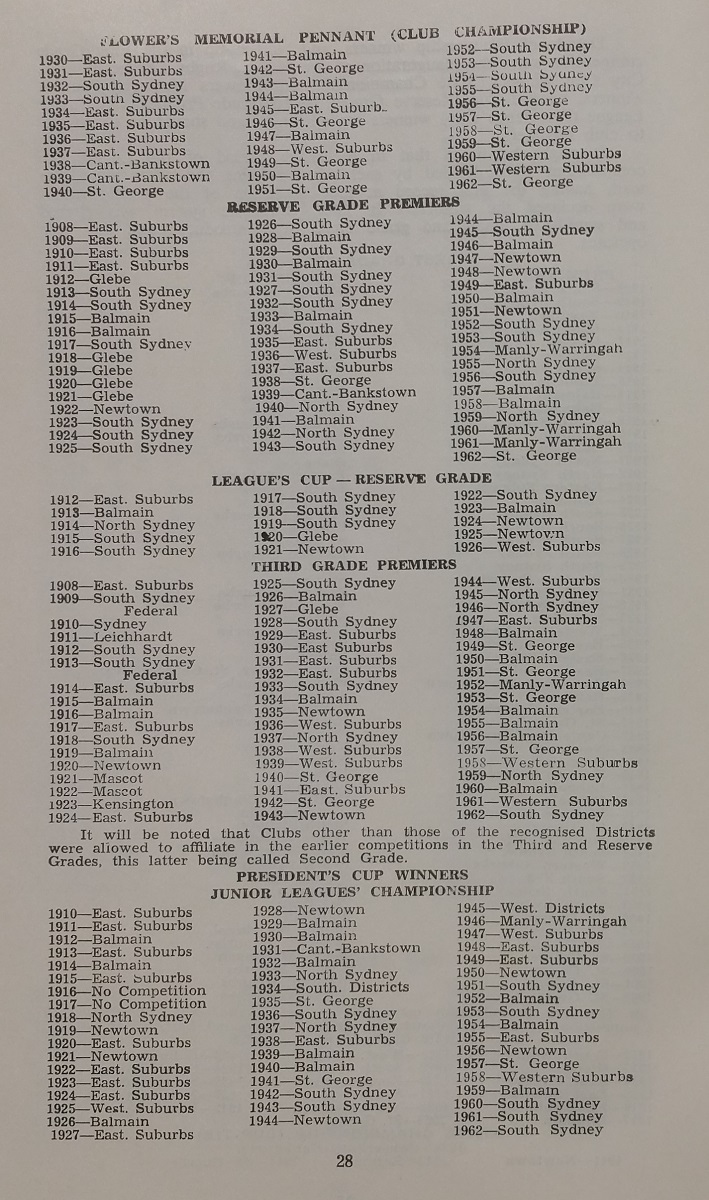 FLOWER'S MEMORIAL PENNANT (CLUB CHAMPIONSHIP)
1930—East. Suburbs
1931—East. Suburbs
1932—South Sydney
1933—South Sydney
1934—East. Suburbs
1935—East. Suburbs
1936—East. Suburbs
1937—East. Suburbs
1938—Cant.-Bankstown
1939—Cant.-Bankstown
1940—St. George
1941—Balmain
1942—St. George
1943—Balmain
1944—Balmain
1945—East. Suburb..
1946—St. George
1947—Balmain
1948—West. Suburbs
1949—St. George
1950—Balmain
1951—St. George
1952—South Sydney
1953—South Sydney
1954—South Sydney
1955—South Sydney
1956—St. George
1957—St. George
1958—St. George
1959—St. George
1960—Western Suburbs
1961—Western Suburbs
1962—St. George
RESERVE GRADE PREMIERS
1908—East. Suburbs
1909—East. Suburbs
1910—East. Suburbs
1911—East. Suburbs
1912—Glebe
1913—South Sydney
1914—South Sydney
1915—Balmain
1916—Balmain
1917—South Sydney
1918—Glebe
1919—Glebe
1920—Glebe
1921—Glebe
1922—Newtown
1923—South Sydney
1924—South Sydney
1925—South Sydney
1926—South Sydney
1928—Balmain
1929—South Sydney
1930—Balmain
1931—South Sydney
1927—South Sydney
1932—South Sydney
1933—Balmain
1934—South Sydney
1935—East. Suburbs
1936—West. Suburbs
1937—East. Suburbs
1938—St. George
1939—Cant.-Bankstown
1940—North Sydney
1941—Balmain
1942—North Sydney
1943—South Sydney
1944—Balmain
1945—South Sydney
1946—Balmain
1947—Newtown
1948—Newtown
1949—East. Suburbs
1950—Balmain
1951—Newtown
1952—South Sydney
1953—South Sydney
1954—Manly-Warringah
1955—North Sydney
1956—South Sydney
1957—Balmain
1958—Balmain
1959—North Sydney
1960—Manly-Warringah
1961—Manly-Warringah
1962—St. George
LEAGUE'S CUP — RESERVE GRADE
1912—East. Suburbs
1913—Balmain
1914—North Sydney
1915—South Sydney
1916—South Sydney
1917—South Sydney
1918—South Sydney
1919—South Sydney
1920—Glebe
1921—Newtown
1922—South Sydney
1923—Balmain
1924—Newtown
1925—Newtown
1926—West. Suburbs
THIRD GRADE PREMIERS
1908—East. Suburbs
1909—South Sydney
Federal
1910—Sydney
1911—Leichhardt
1912—South Sydney
1913—South Sydney
Federal
1914—East. Suburbs
1915—Balmain
1916—Balmain
1917—East. Suburbs
1918—South Sydney
1919—Balmain
1920—Newtown
1921—Mascot
1922—Mascot
1923—Kensington
1924—East. Suburbs
1925—South Sydney
1926—Balmain
1927—Glebe
1928—South Sydney
1929—East. Suburbs
1930—East Suburbs
1931—East. Suburbs
1932—East. Suburbs
1933—South Sydney
1934—Balmain
1935—Newtown
1936—West. Suburbs
1937—North Sydney
1938—West. Suburbs
1939—West. Suburbs
1940—St. George
1941—East. Suburbs
1942—St. George
1943—Newtown
1944—West. Suburbs
1945—North Sydney
1946—North Sydney
1947—East. Suburbs
1948—Balmain
1949—St. George
1950—Balmain
1951—St. George
1952—Manly-Warringah
1953—St. George
1954—Balmain
1955—Balmain
1956—Balmain
1957—St. George
1958—Western Suburbs
1959—North Sydney
1960—Balmain
1961—Western Suburbs
1962—South Sydney
It will be noted that Clubs other than those of the recognised Districts
were allowed to affiliate in the earlier competitions in the Third and Reserve
Grades, this latter being called Second Grade.
PRESIDENT'S CUP WINNERS
JUNIOR LEAGUES' CHAMPIONSHIP
1910—East. Suburbs
1911—East. Suburbs
1912—Balmain
1913—East. Suburbs
1914—Balmain
1915—East. Suburbs
1916—No Competition
1917—No Competition
1918—North Sydney
1919—Newtown
1920—East. Suburbs
1921—Newtown
1922—East. Suburbs
1923—East. Suburbs
1924—East. Suburbs
1925—West. Suburbs
1926—Balmain
1927—East. Suburbs
1928—Newtown
1929—Balmain
1930—Balmain
1931—Cant.-Bankstown
1932—Balmain
1933—North Sydney
1934—South. Districts
1935—St. George
1936—South Sydney
1937—North Sydney
1938—East. Suburbs
1939—Balmain
1940—Balmain
1941—St. George
1942—South Sydney
1943—South Sydney
1944—Newtown
1945—West. Districts
1946—Manly-Warringah
1947—West. Suburbs
1948—East. Suburbs
1949—East. Suburbs
1950—Newtown
1951—South Sydney
1952—Balmain
1953—South Sydney
1954—Balmain
1955—East. Suburbs
1956—Newtown
1957—St. George
1958—Western Suburbs
1959—Balmain
1960—South Sydney
1961—South Sydney
1962—South Sydney
28